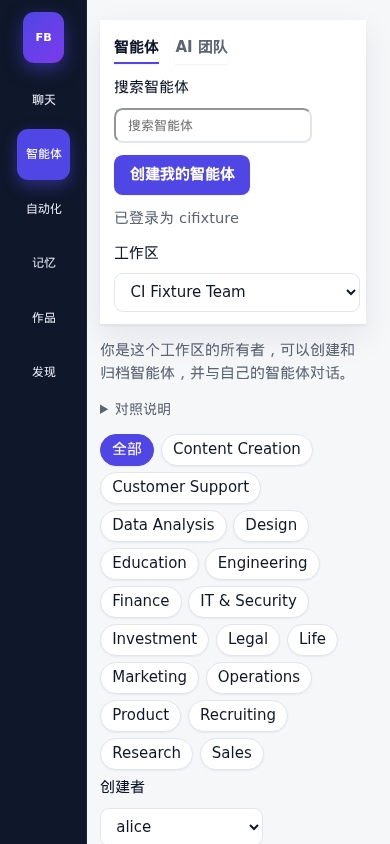 FB
聊天
智能体
自动化
记忆
作品
发现
智能体 AI 团队
搜索智能体
搜索智能体
创建我的智能体
已登录为 cifixture
工作区
CI Fixture Team
你是这个工作区的所有者，可以创建和
归档智能体，并与自己的智能体对话。
▶ 对照说明
全部 Content Creation
Customer Support
Data Analysis Design
Education Engineering
Finance IT & Security
Investment Legal Life
Marketing Operations
Product Recruiting
Research Sales
创建者
alice